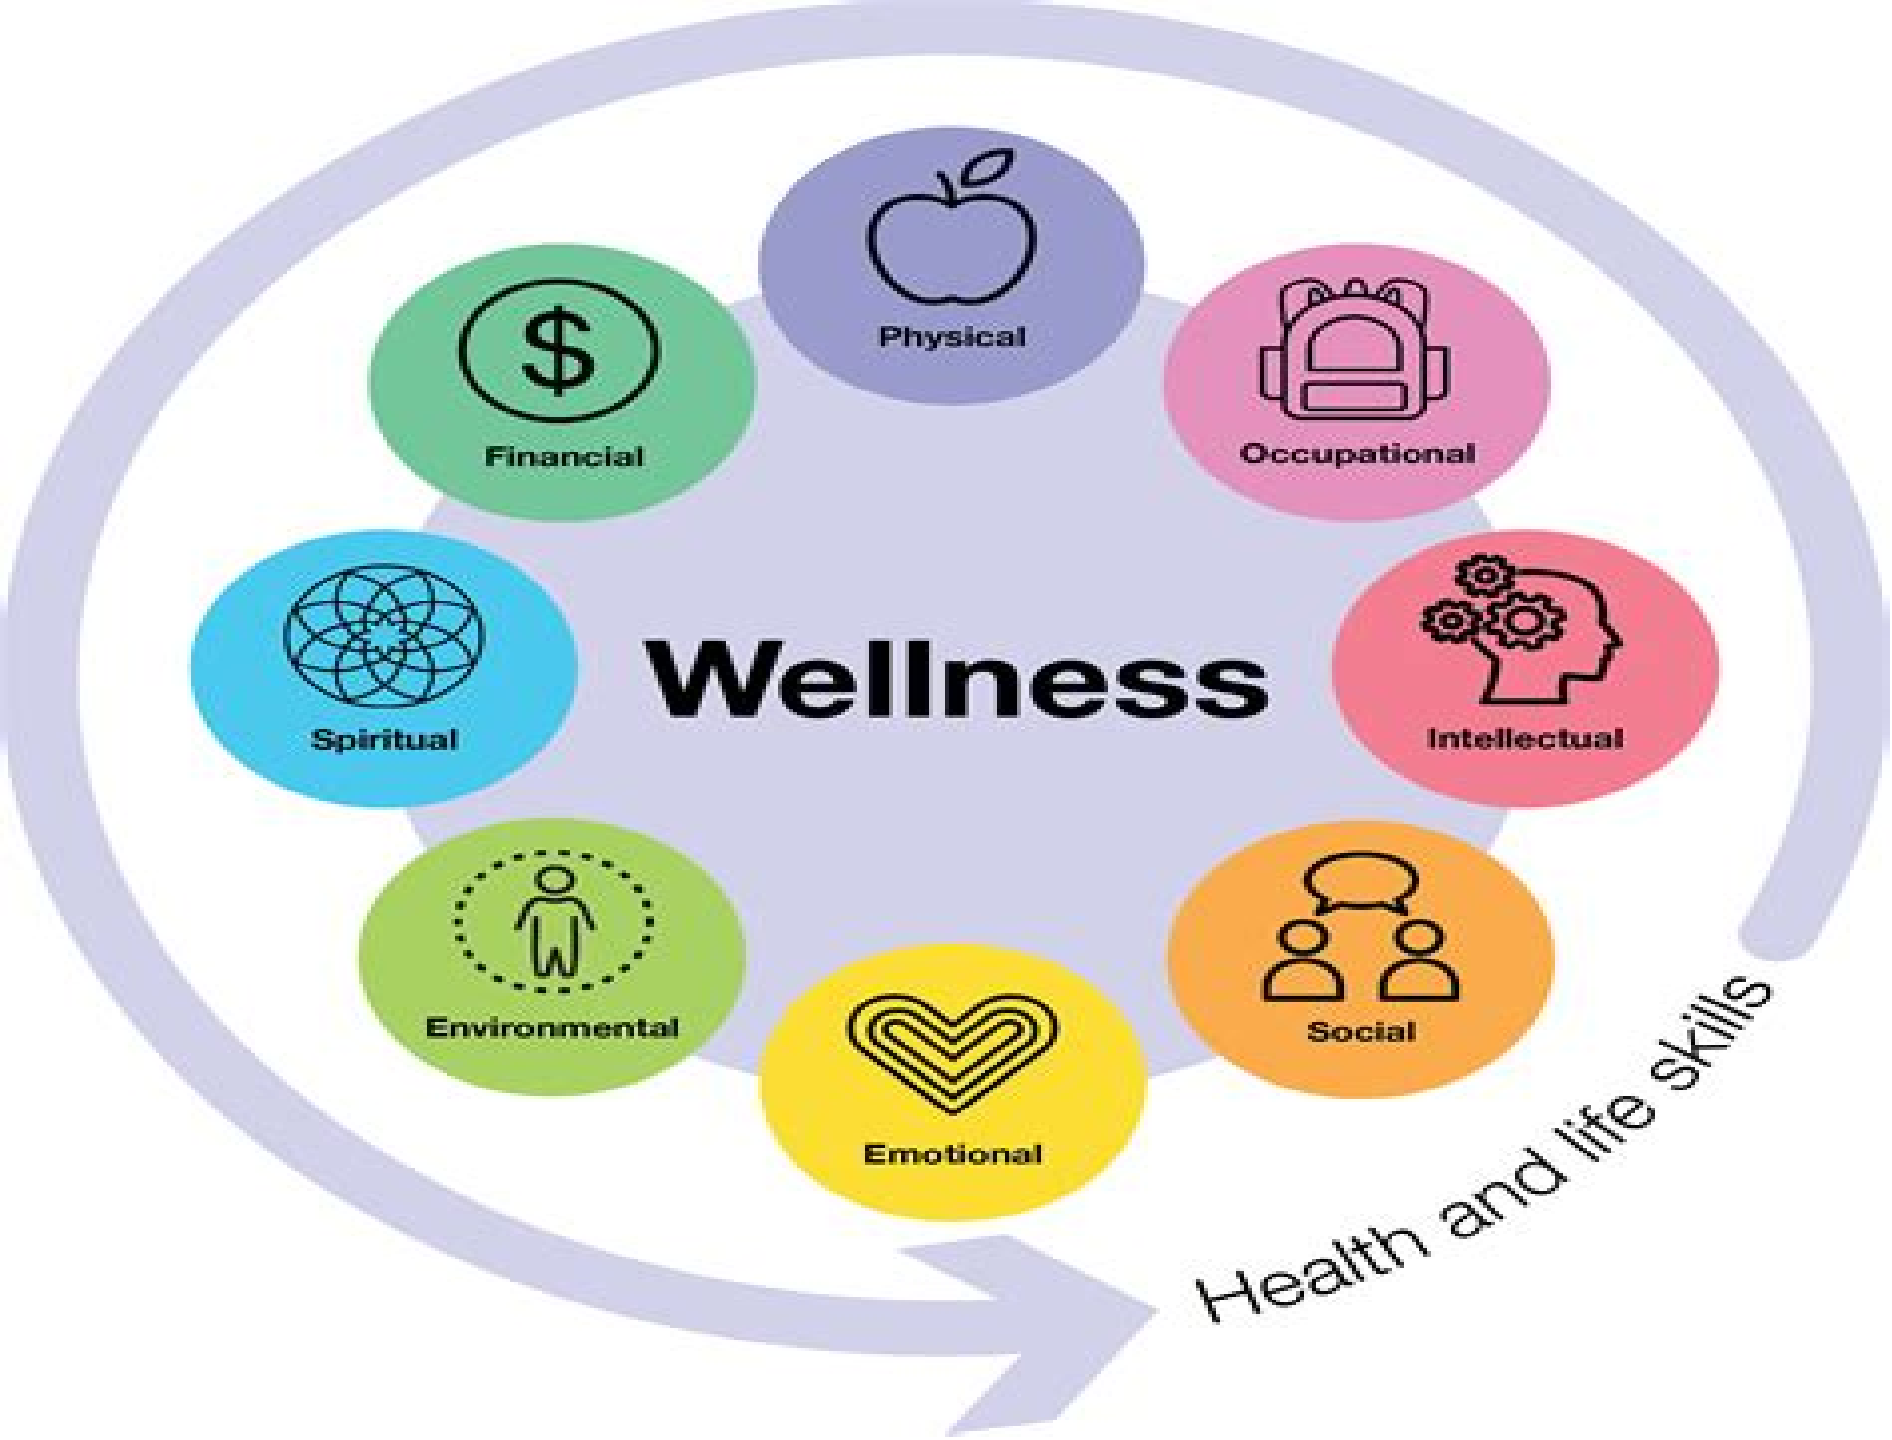 Physical
Financial
Occupational
Wellness
Spiritual
Intellectual
Environmental
Social
Emotional
Health and life skills